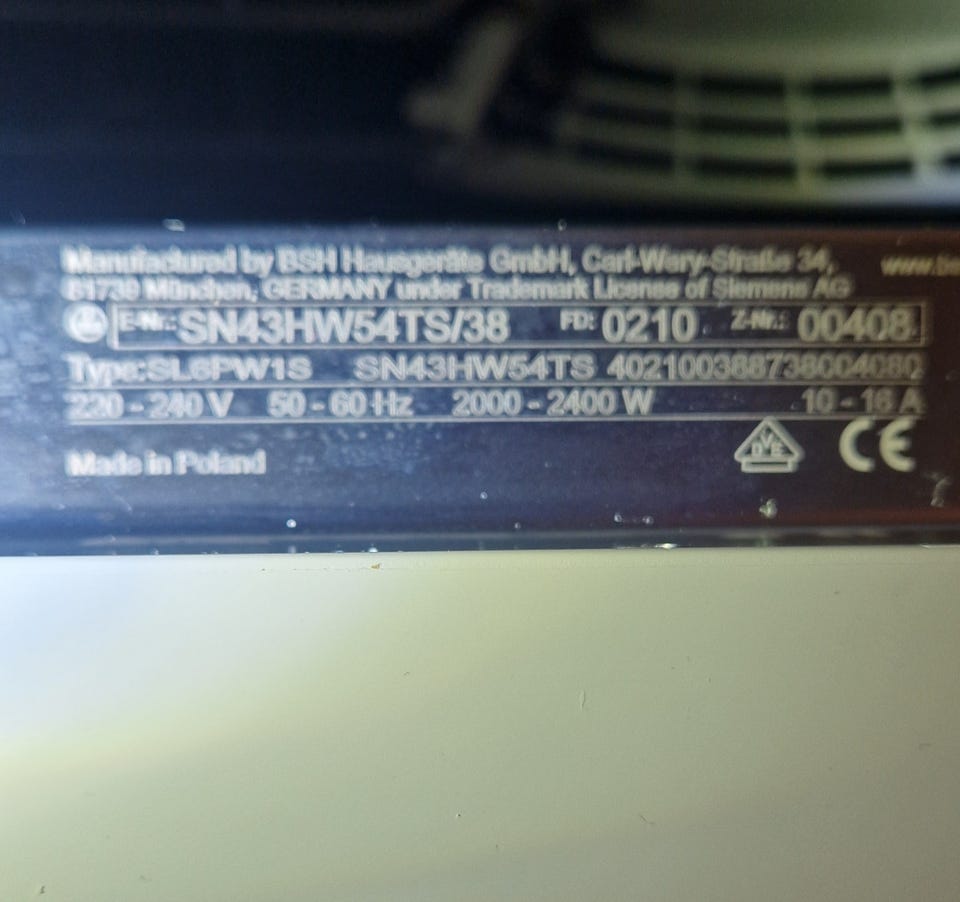 Manufactured by BSH Hausgeräte GmbH, Carl-Wery-Straße 34,
81739 München, GERMANY under Trademark License of Siemens AG
E-Nr.: SN43HW54TS/38 FD: 0210 Z-Nr.: 00408
Type: SL6PW1S SN43HW54TS 402100388738004080
220 - 240 V 50 - 60 Hz 2000 - 2400 W 10 - 16 A
Made in Poland
DVE CE